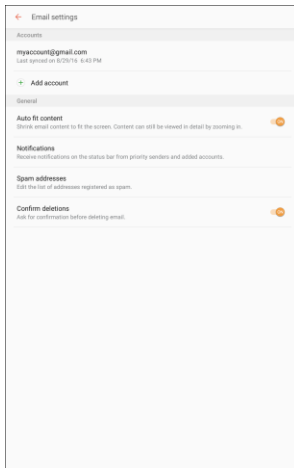 Email settings
Accounts
myaccount@gmail.com
Last synced on 8/29/16 6:43 PM
Add account
General
Auto fit content
Shrink email content to fit the screen. Content can still be viewed in detail by zooming in.
ON
Notifications
Receive notifications on the status bar from priority senders and added accounts.
Spam addresses
Edit the list of addresses registered as spam.
Confirm deletions
Ask for confirmation before deleting email.
ON